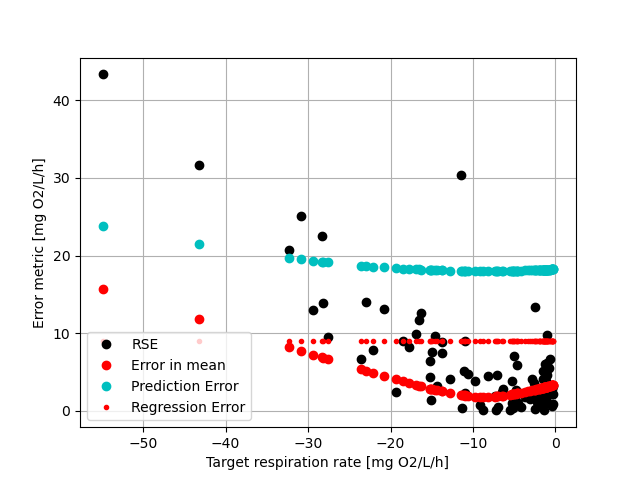 40
30
20
10
0
Error metric [mg O2/L/h]
RSE
Error in mean
Prediction Error
Regression Error
−50
−40
−30
−20
−10
0
Target respiration rate [mg O2/L/h]